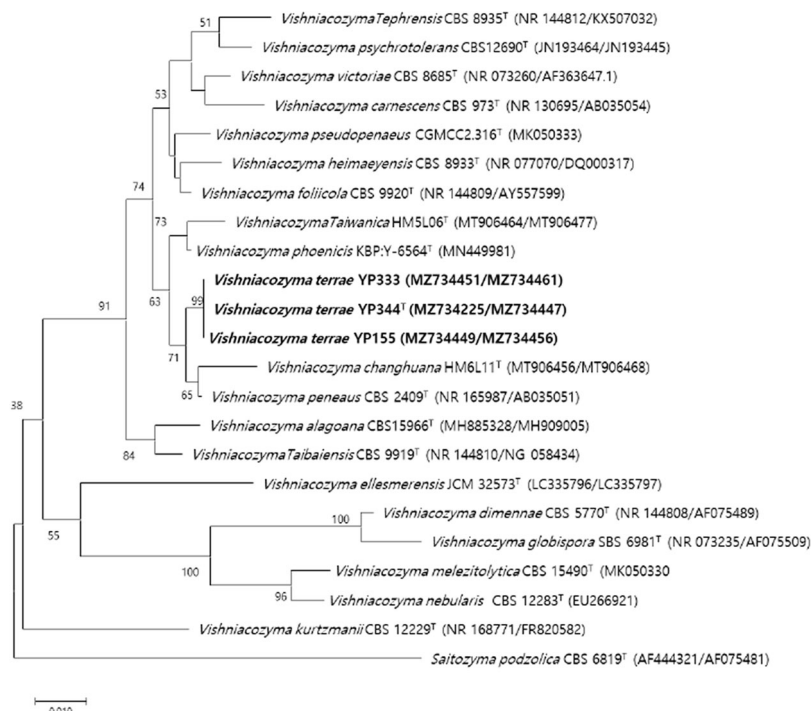 51
VishniacozymaTephrensis CBS 8935ᵀ (NR 144812/KX507032)
Vishniacozyma psychrotolerans CBS12690ᵀ (JN193464/JN193445)
Vishniacozyma victoriae CBS 8685ᵀ (NR 073260/AF363647.1)
53
Vishniacozyma carnescens CBS 973ᵀ (NR 130695/AB035054)
Vishniacozyma pseudopenaeus CGMCC2.316ᵀ (MK050333)
Vishniacozyma heimaeyensis CBS 8933ᵀ (NR 077070/DQ000317)
74
Vishniacozyma foliicola CBS 9920ᵀ (NR 144809/AY557599)
73
VishniacozymaTaiwanica HM5L06ᵀ (MT906464/MT906477)
Vishniacozyma phoenicis KBP:Y-6564ᵀ (MN449981)
Vishniacozyma terrae YP333 (MZ734451/MZ734461)
63
99
91
Vishniacozyma terrae YP344ᵀ (MZ734225/MZ734447)
Vishniacozyma terrae YP155 (MZ734449/MZ734456)
71
Vishniacozyma changhuana HM6L11ᵀ (MT906456/MT906468)
65
Vishniacozyma peneaus CBS 2409ᵀ (NR 165987/AB035051)
38
Vishniacozyma alagoana CBS15966ᵀ (MH885328/MH909005)
84
VishniacozymaTaibaiensis CBS 9919ᵀ (NR 144810/NG 058434)
Vishniacozyma ellesmerensis JCM 32573ᵀ (LC335796/LC335797)
Vishniacozyma dimennae CBS 5770ᵀ (NR 144808/AF075489)
100
55
Vishniacozyma globispora SBS 6981ᵀ (NR 073235/AF075509)
100
Vishniacozyma melezitolytica CBS 15490ᵀ (MK050330
96
Vishniacozyma nebularis CBS 12283ᵀ (EU266921)
Vishniacozyma kurtzmanii CBS 12229ᵀ (NR 168771/FR820582)
Saitozyma podzolica CBS 6819ᵀ (AF444321/AF075481)